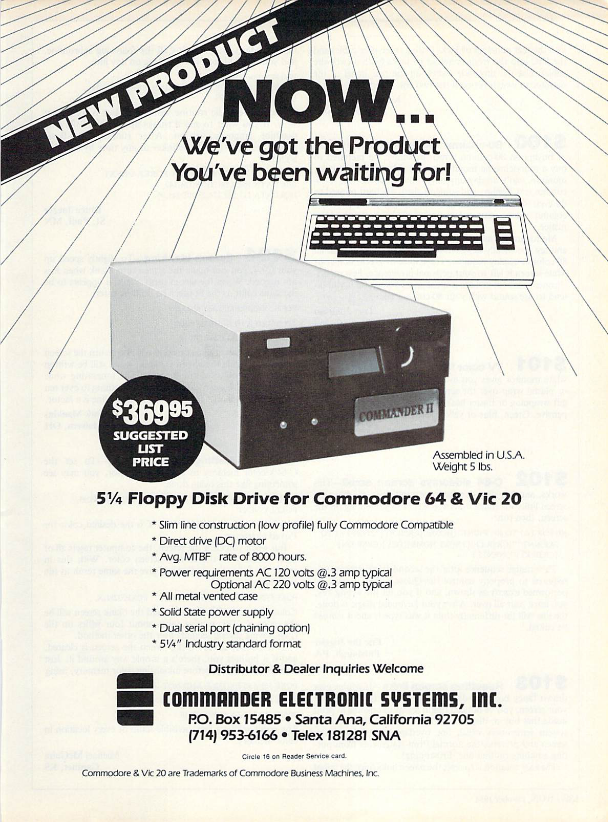 NEW PRODUCT
NOW...
We've got the Product
You've been waiting for!
$369 95
SUGGESTED
LIST
PRICE
COMMANDER II
Assembled in U.S.A.
Weight 5 lbs.
5¼ Floppy Disk Drive for Commodore 64 & Vic 20
* Slim line construction (low profile) fully Commodore Compatible
* Direct drive (DC) motor
* Avg. MTBF rate of 8000 hours.
* Power requirements AC 120 volts @.3 amp typical
Optional AC 220 volts @.3 amp typical
* All metal vented case
* Solid State power supply
* Dual serial port (chaining option)
* 5¼" Industry standard format
Distributor & Dealer Inquiries Welcome
COMMANDER ELECTRONIC SYSTEMS, INC.
P.O. Box 15485 • Santa Ana, California 92705
(714) 953-6166 • Telex 181281 SNA
Circle 16 on Reader Service card.
Commodore & Vic 20 are Trademarks of Commodore Business Machines, Inc.